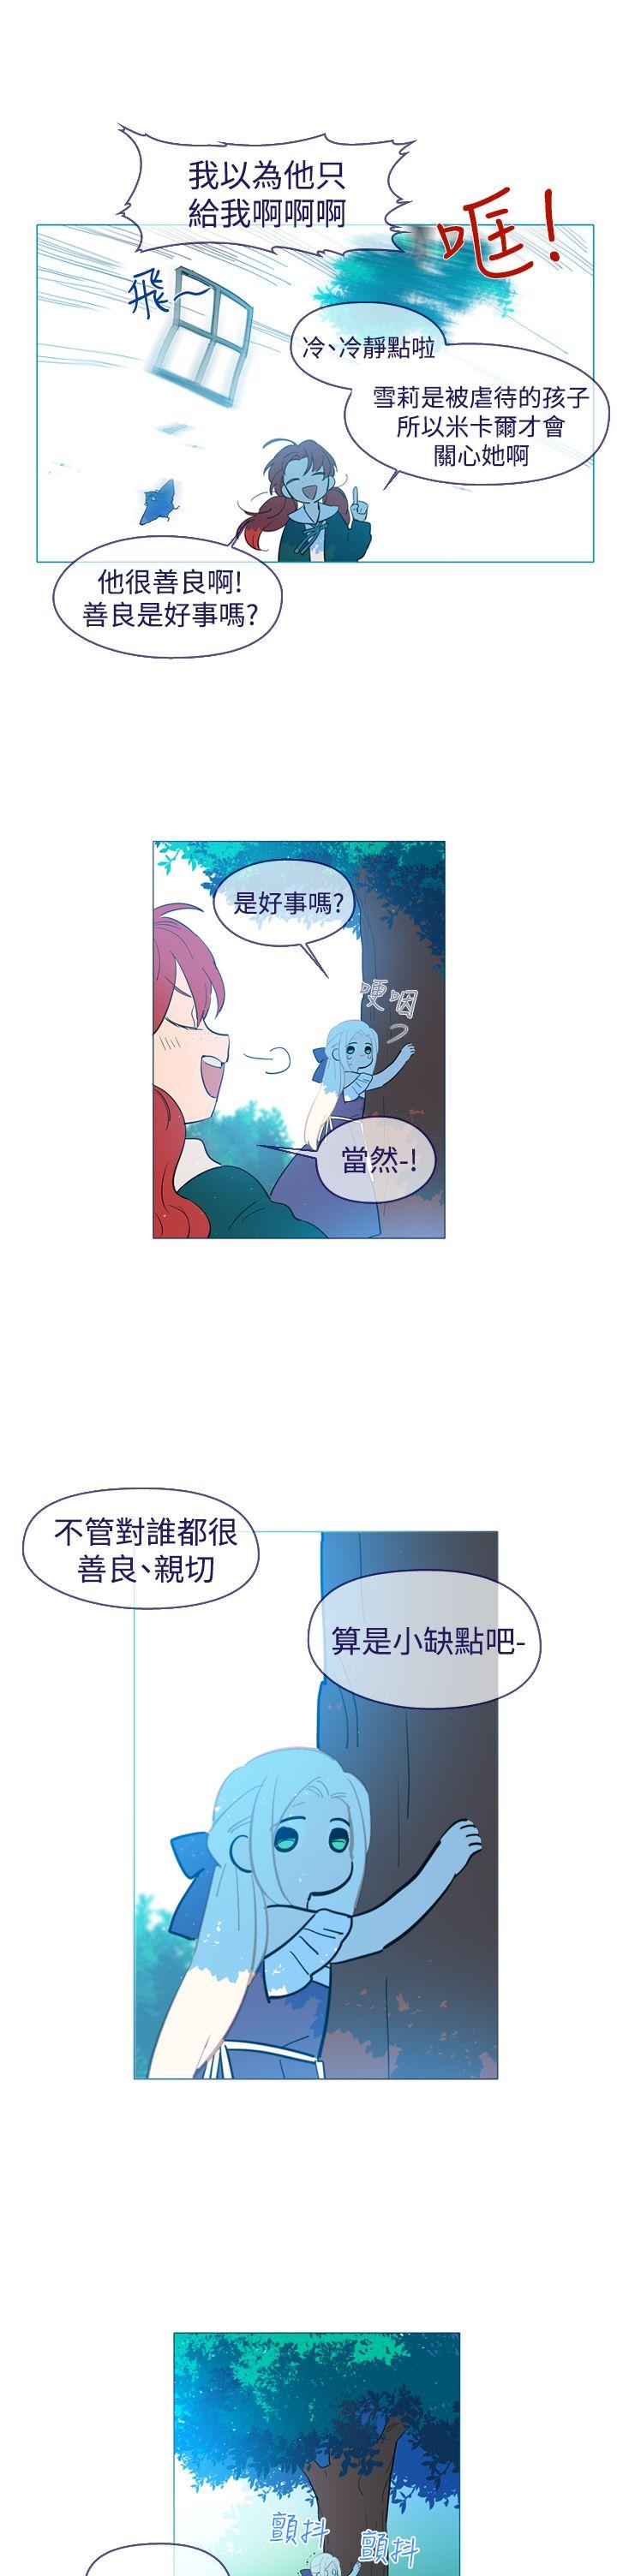 我以為他只
給我啊啊啊
哐!
飛~
冷、冷靜點啦
雪莉是被虐待的孩子
所以米卡爾才會
關心她啊
他很善良啊!
善良是好事嗎?
是好事嗎?
哽咽
當然-!
不管對誰都很
善良、親切
算是小缺點吧-
顫抖
顫抖